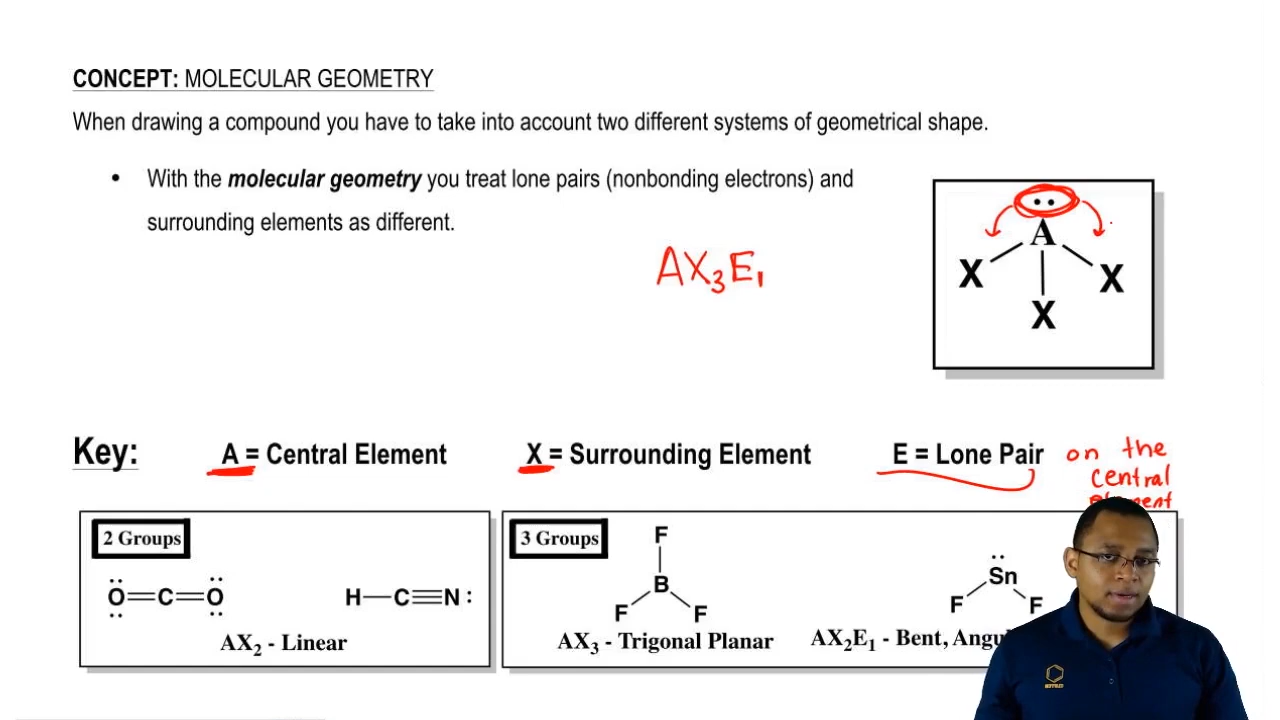 CONCEPT: MOLECULAR GEOMETRY
When drawing a compound you have to take into account two different systems of geometrical shape.
• With the molecular geometry you treat lone pairs (nonbonding electrons) and
surrounding elements as different.
AX₃E₁
A
X X
X
Key: A = Central Element X = Surrounding Element E = Lone Pair on the
central
2 Groups
O=C=O H—C≡N:
AX₂ - Linear
3 Groups
F
B
F F
AX₃ - Trigonal Planar
Sn
F F
AX₂E₁ - Bent,